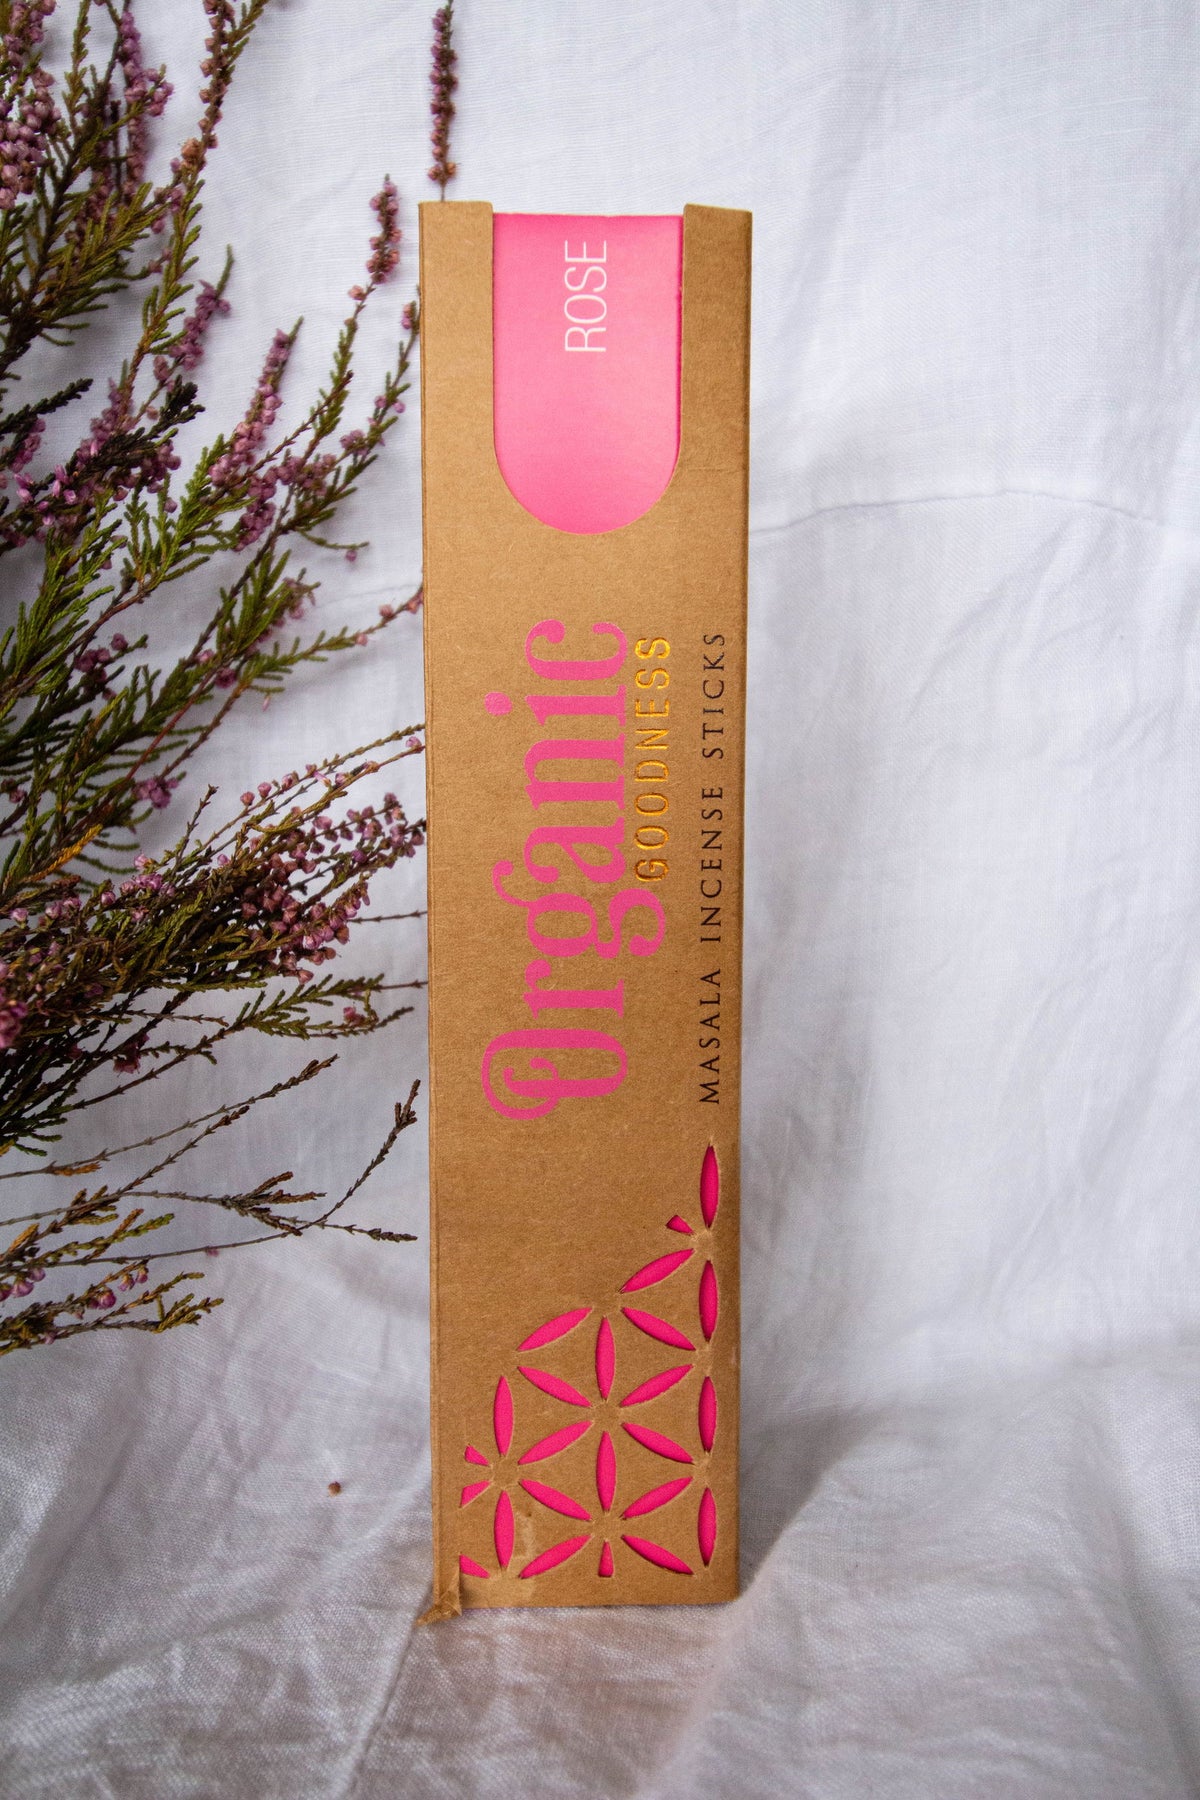 ROSE
Organic
GOODNESS
MASALA INCENSE STICKS